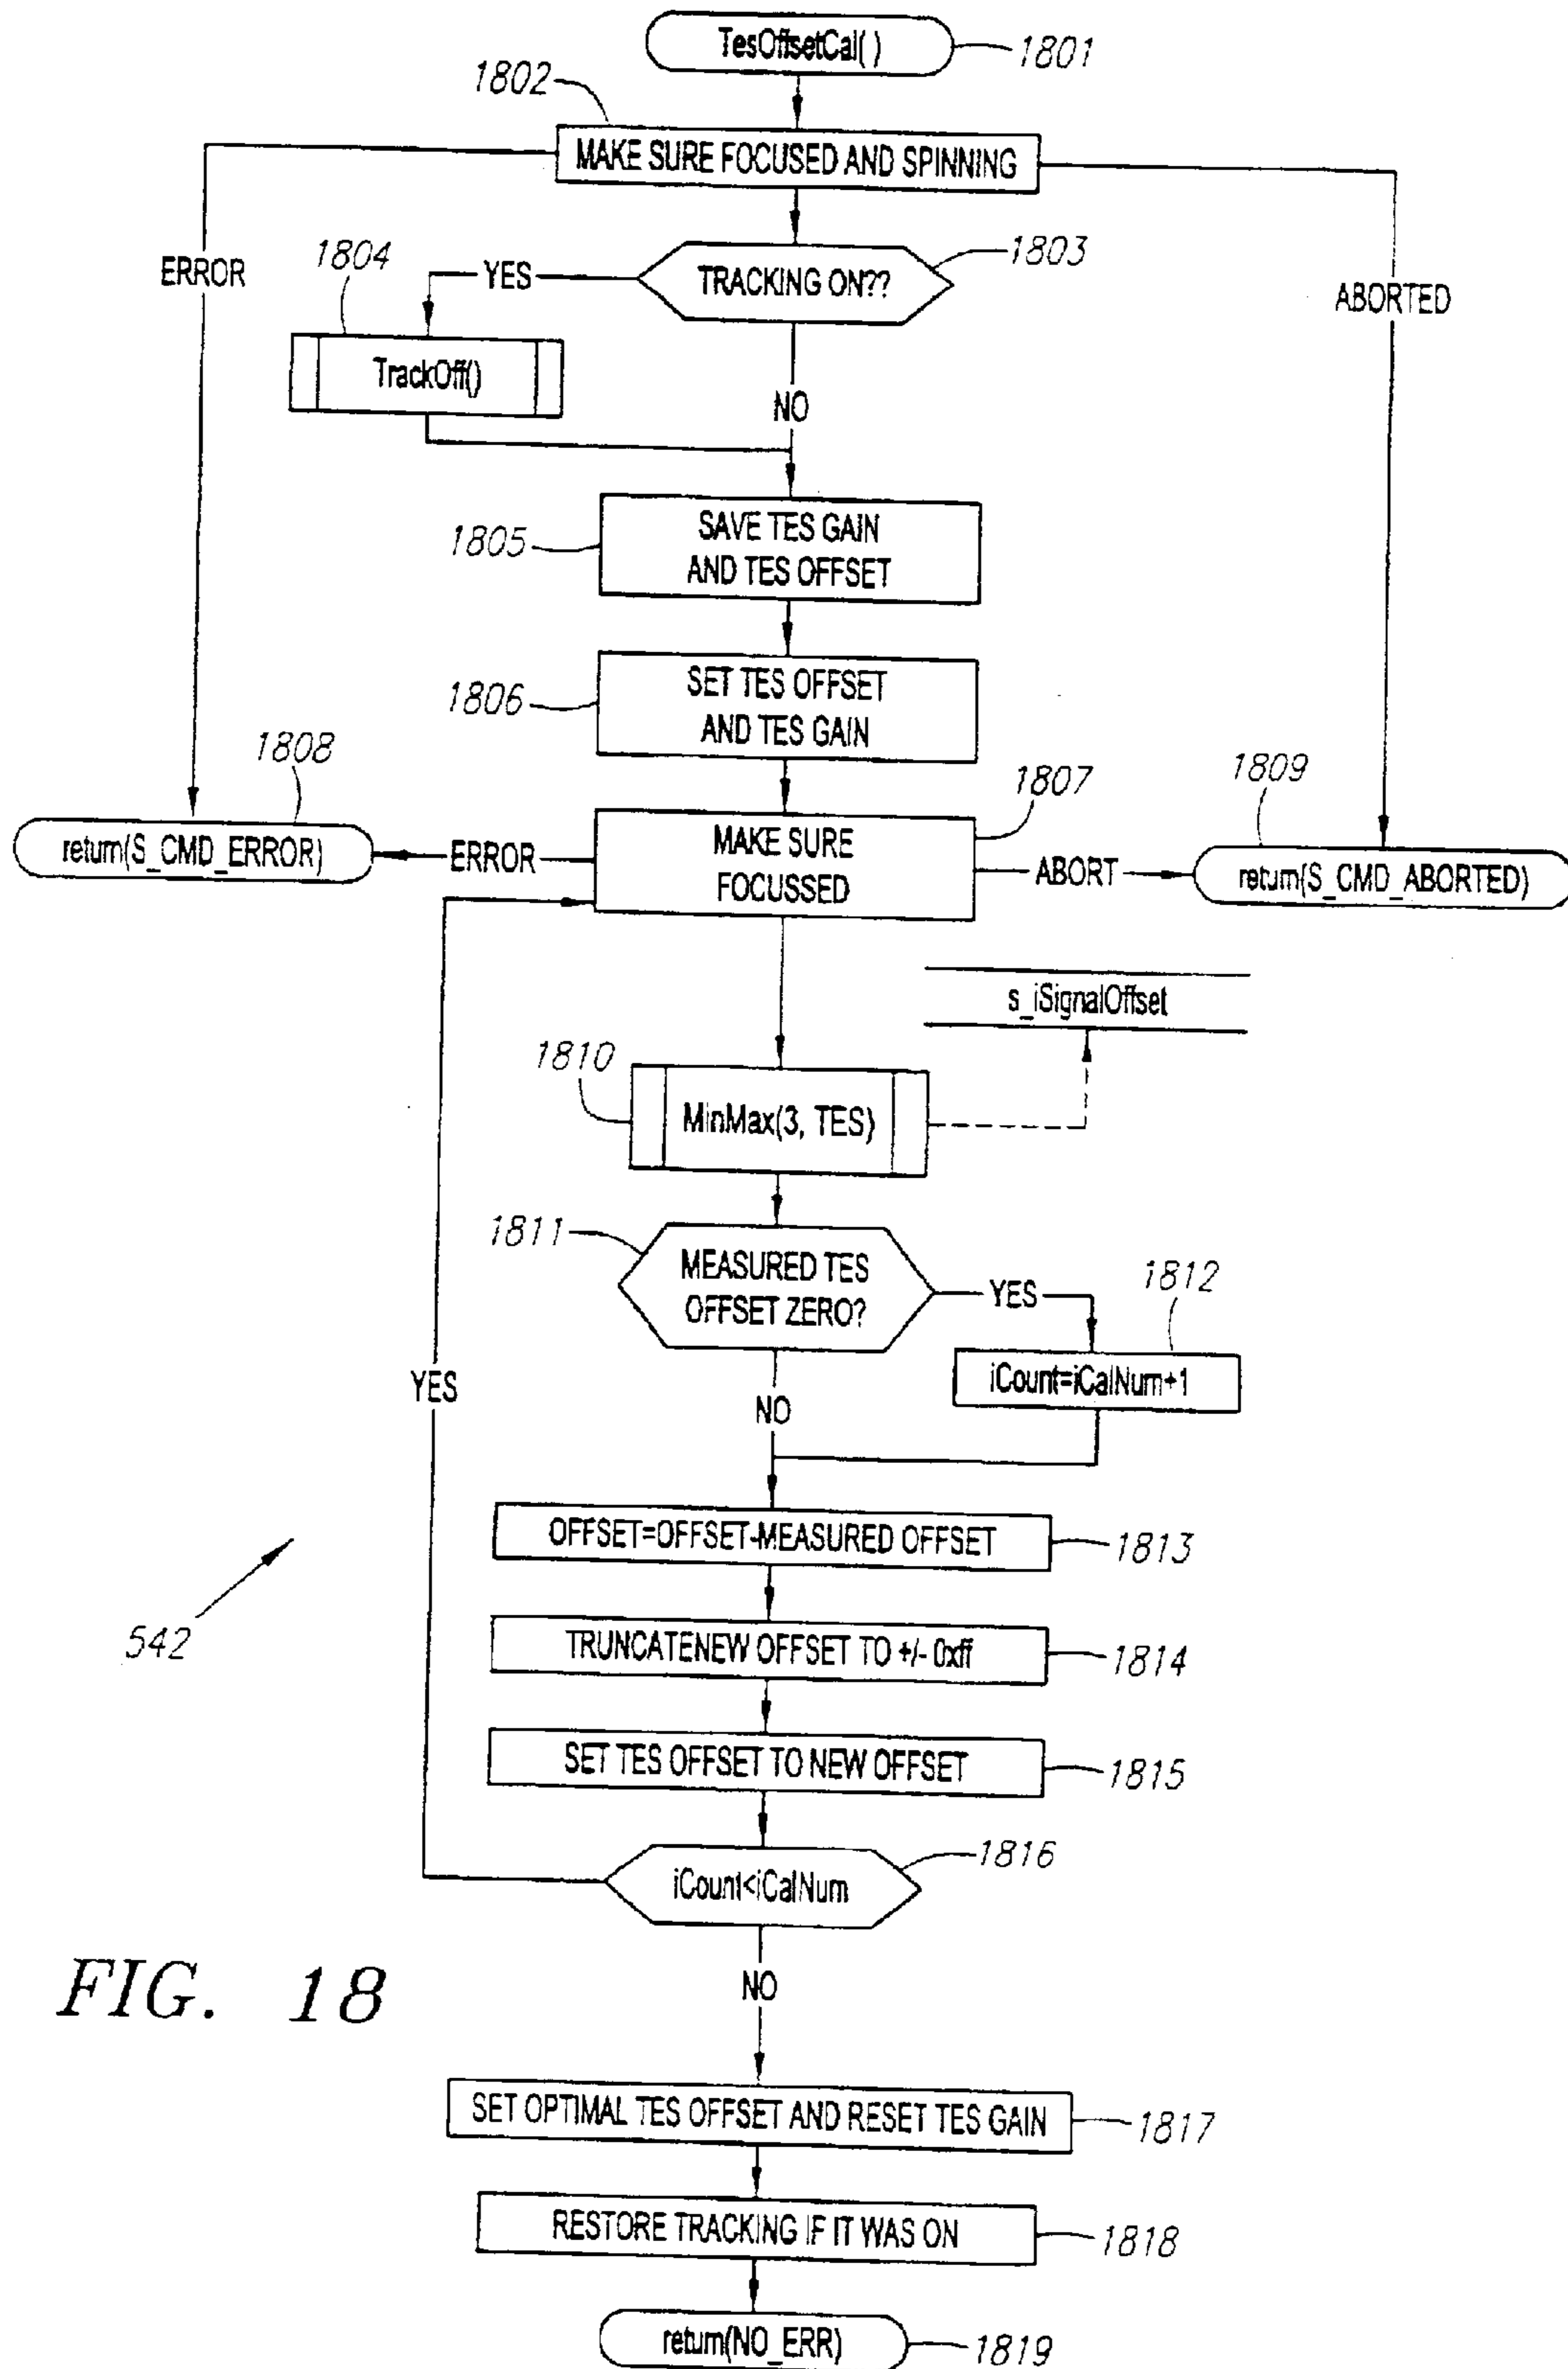 TesOffsetCal( )
1801
1802
MAKE SURE FOCUSED AND SPINNING
1803
1804
ERROR
YES
TRACKING ON??
ABORTED
TrackOff()
NO
1805
SAVE TES GAIN
AND TES OFFSET
1806
SET TES OFFSET
AND TES GAIN
1808
1807
1809
return(S_CMD_ERROR)
ERROR
MAKE SURE
FOCUSSED
ABORT
return(S_CMD_ABORTED)
s_iSignalOffset
1810
MinMax(3, TES)
1811
MEASURED TES
OFFSET ZERO?
YES
1812
iCount=iCalNum+1
YES
NO
OFFSET=OFFSET-MEASURED OFFSET
1813
542
TRUNCATENEW OFFSET TO +/- 0xff
1814
SET TES OFFSET TO NEW OFFSET
1815
iCount<iCalNum
1816
FIG. 18
NO
SET OPTIMAL TES OFFSET AND RESET TES GAIN
1817
RESTORE TRACKING IF IT WAS ON
1818
return(NO_ERR)
1819